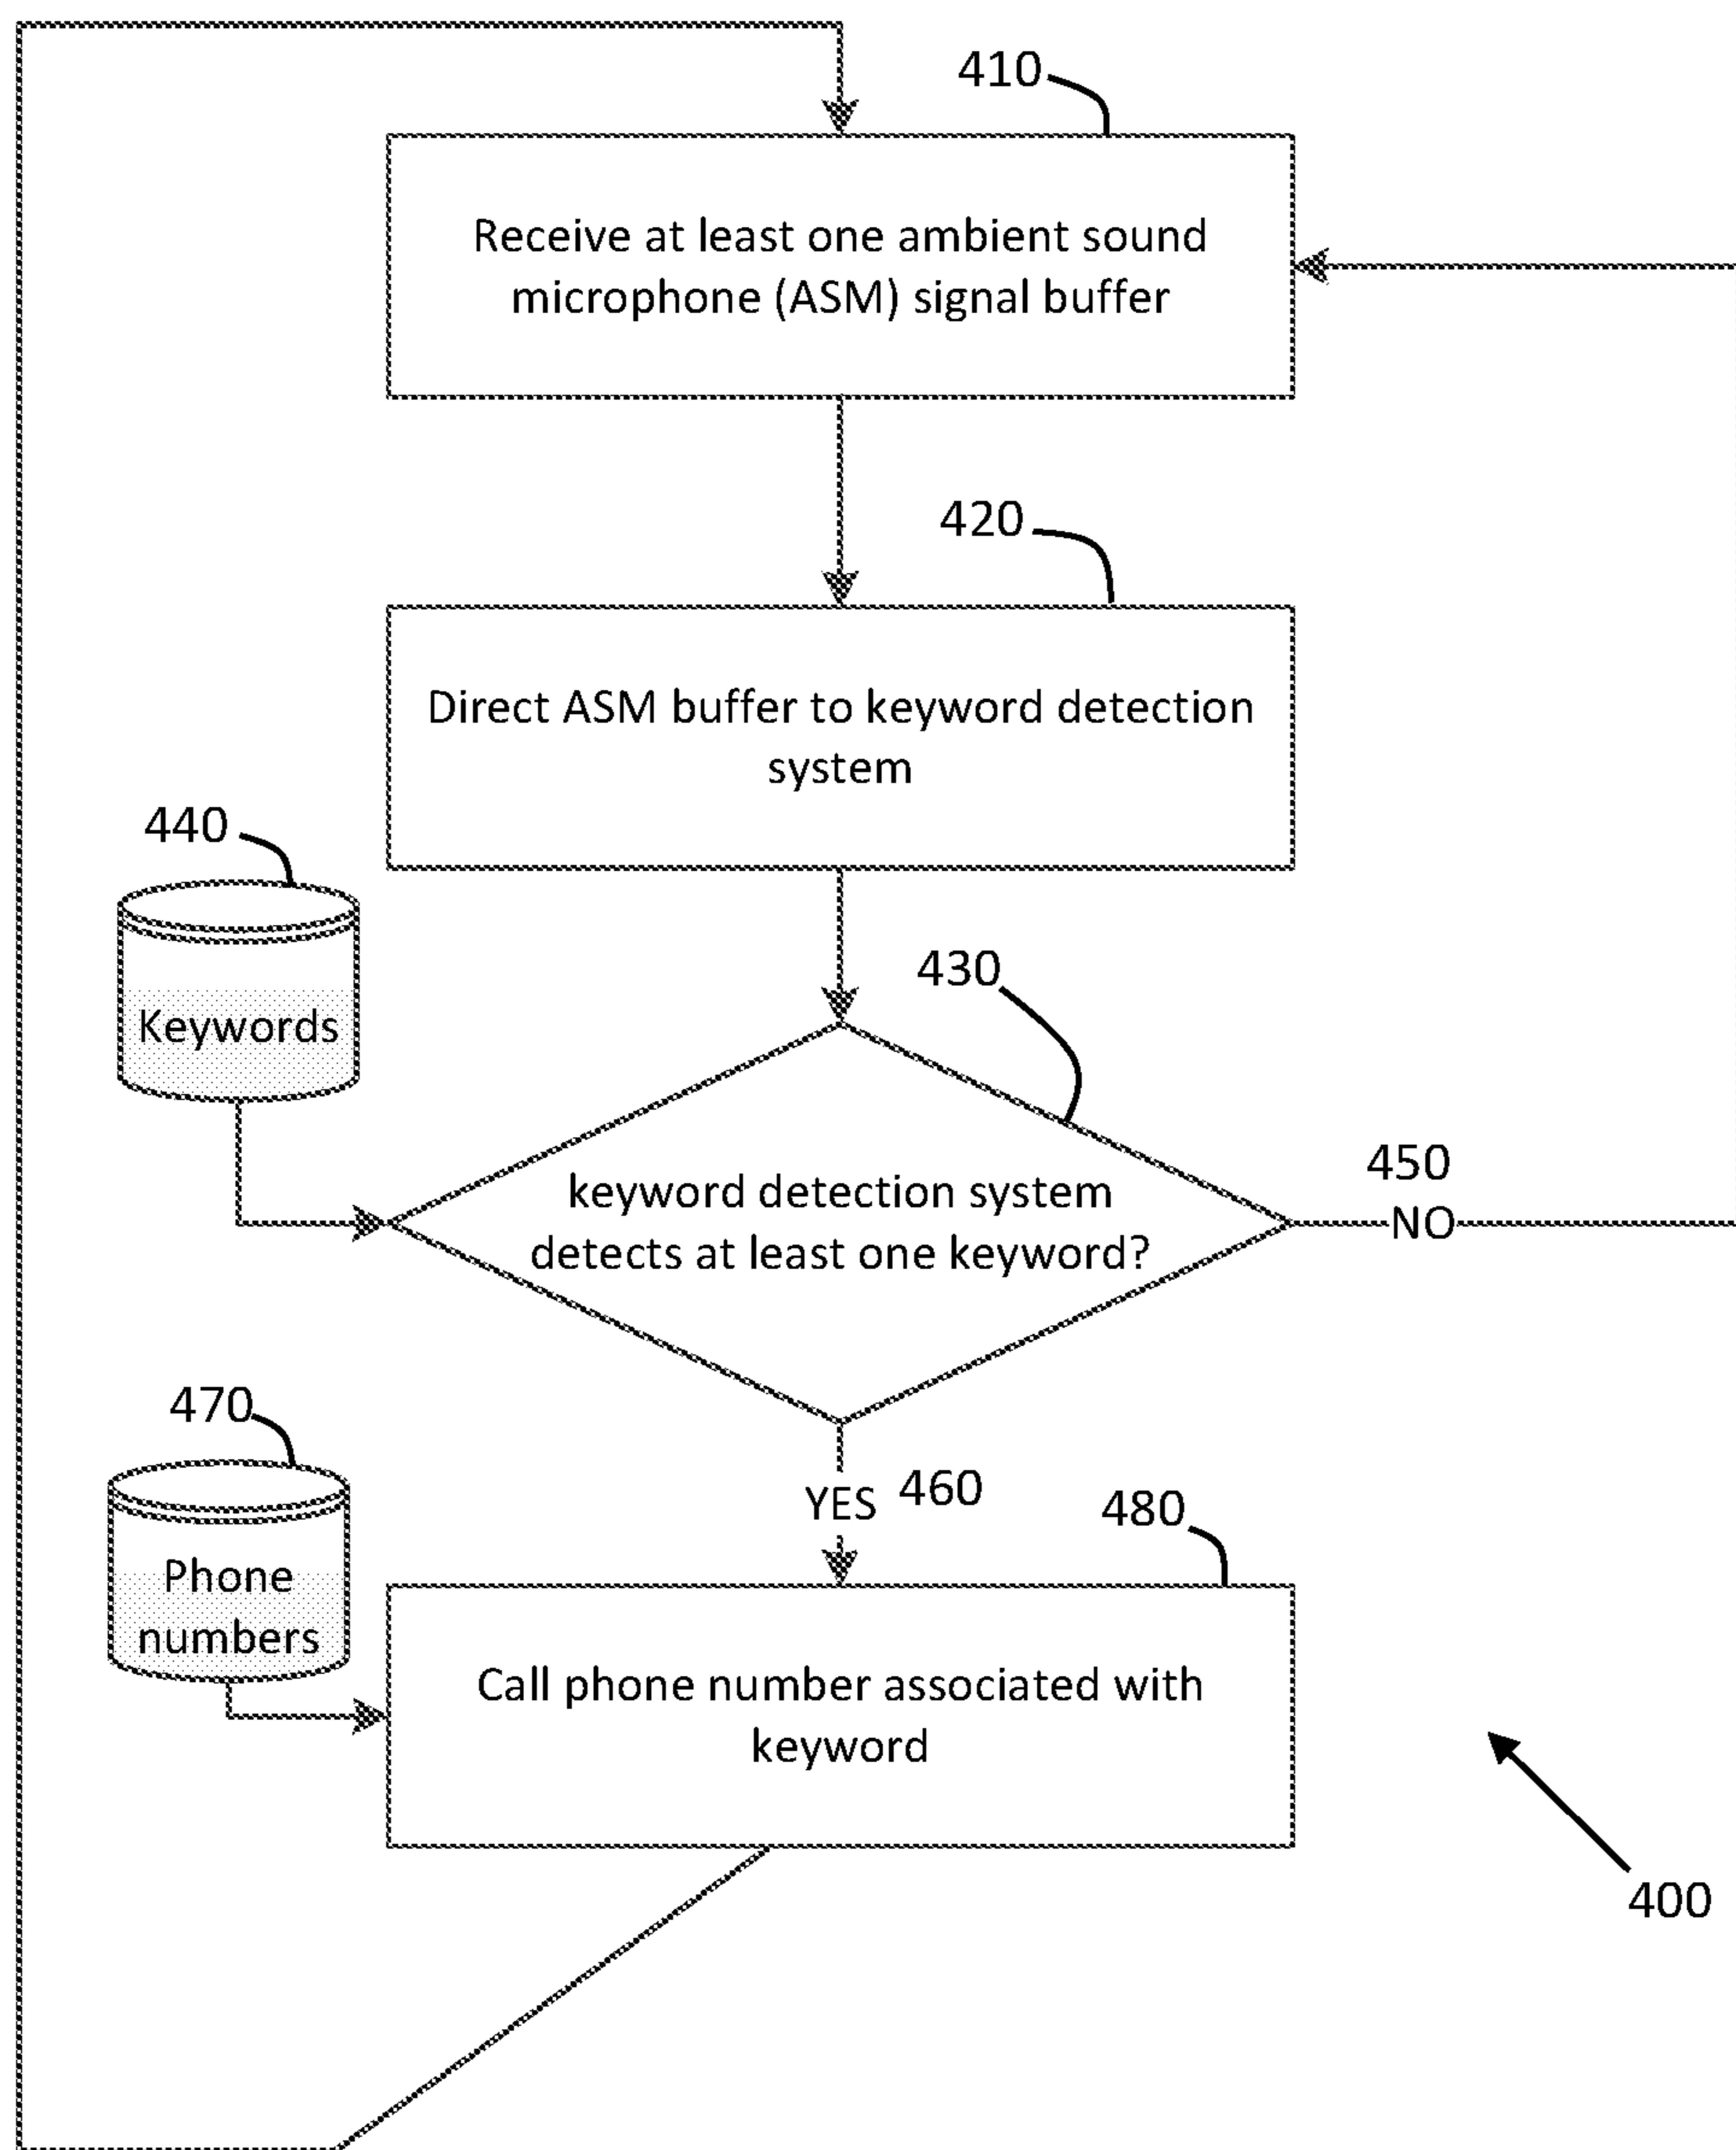 410
Receive at least one ambient sound
microphone (ASM) signal buffer
420
Direct ASM buffer to keyword detection
system
440
Keywords
430
keyword detection system
detects at least one keyword?
450
NO
470
Phone
numbers
YES 460
480
Call phone number associated with
keyword
400